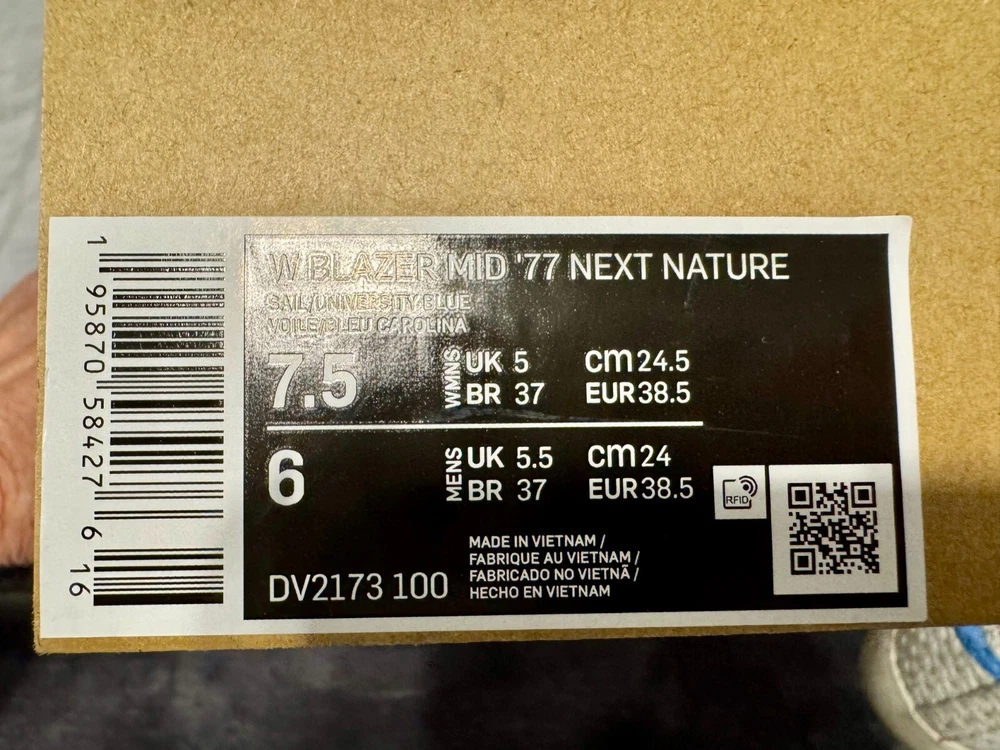 W BLAZER MID '77 NEXT NATURE
SAIL/UNIVERSITY BLUE
VOILE/BLEU CAROLINA
7.5
WMNS
UK 5
CM 24.5
BR 37
EUR 38.5
6
MENS
UK 5.5
CM 24
BR 37
EUR 38.5
RFID
MADE IN VIETNAM /
FABRIQUE AU VIETNAM /
FABRICADO NO VIETNÃ /
HECHO EN VIETNAM
DV2173 100
1 95870 58427 6 16